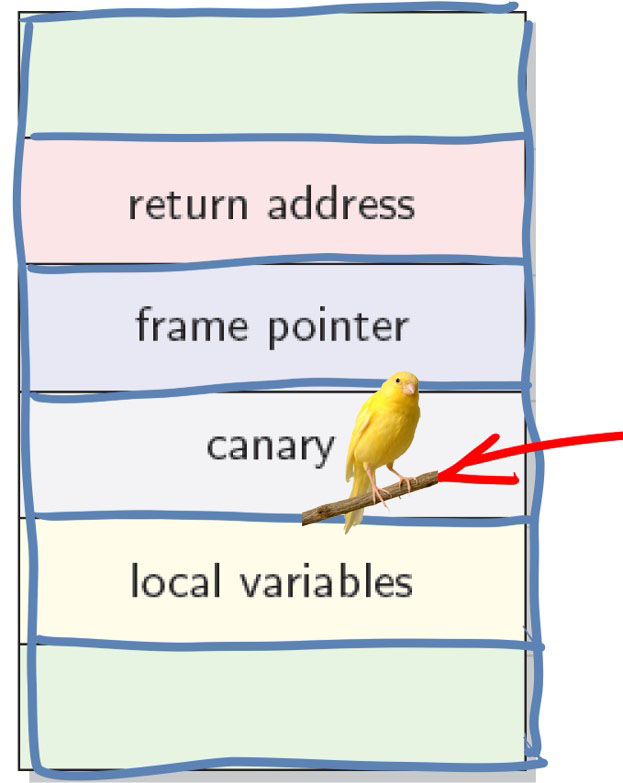 return address
frame pointer
canary
local variables